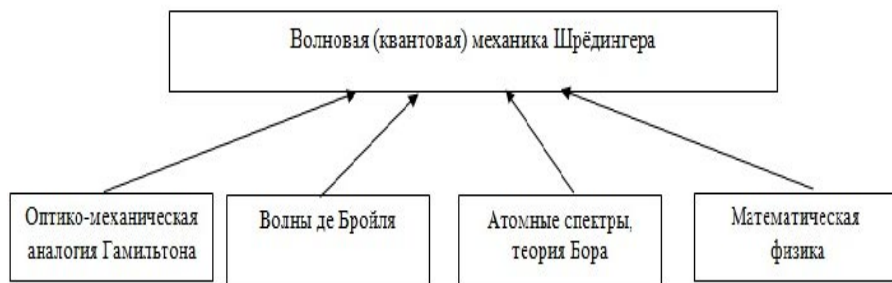 Волновая (квантовая) механика Шрёдингера
Оптико-механическая
аналогия Гамильтона
Волны де Бройля
Атомные спектры,
теория Бора
Математическая
физика